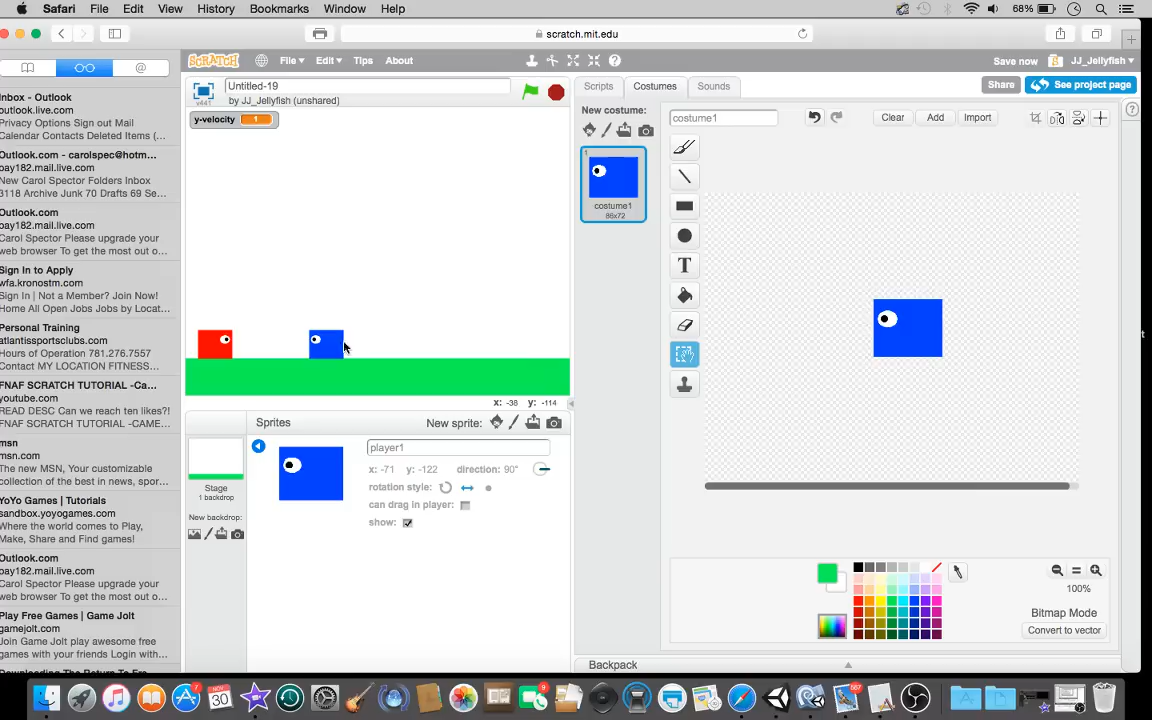 Safari File Edit View History Bookmarks Window Help 68%
scratch.mit.edu
@
SCRATCH File Edit Tips About Save now JJ_Jellyfish
Untitled-19
by JJ_Jellyfish (unshared)
v441
y-velocity 1
Scripts Costumes Sounds Share See project page
New costume: costume1 Clear Add Import
1
costume1
86x72
T
x: -38 y: -114
Sprites New sprite:
player1
x: -71 y: -122 direction: 90°
rotation style:
can drag in player:
show:
Stage
1 backdrop
New backdrop:
100%
Bitmap Mode
Convert to vector
Backpack
Inbox - Outlook
outlook.live.com
Privacy Options Sign out Mail
Calendar Contacts Deleted Items (...
Outlook.com - carolspec@hotm...
bay182.mail.live.com
New Carol Spector Folders Inbox
3118 Archive Junk 70 Drafts 69 Se...
Outlook.com
bay182.mail.live.com
Carol Spector Please upgrade your
web browser To get the most out o...
Sign In to Apply
wfa.kronostm.com
Sign In | Not a Member? Join Now!
Home All Open Jobs Jobs by Locat...
Personal Training
atlantissportsclubs.com
Hours of Operation 781.276.7557
Contact MY LOCATION FITNESS...
FNAF SCRATCH TUTORIAL -Ca...
youtube.com
READ DESC Can we reach ten likes?!
FNAF SCRATCH TUTORIAL -CAME...
msn
msn.com
The new MSN, Your customizable
collection of the best in news, spor...
YoYo Games | Tutorials
sandbox.yoyogames.com
Where the world comes to Play,
Make, Share and Find games!
Outlook.com
bay182.mail.live.com
Carol Spector Please upgrade your
web browser To get the most out o...
Play Free Games | Game Jolt
gamejolt.com
Join Game Jolt play awesome free
games with your friends Login with...
NOV
30